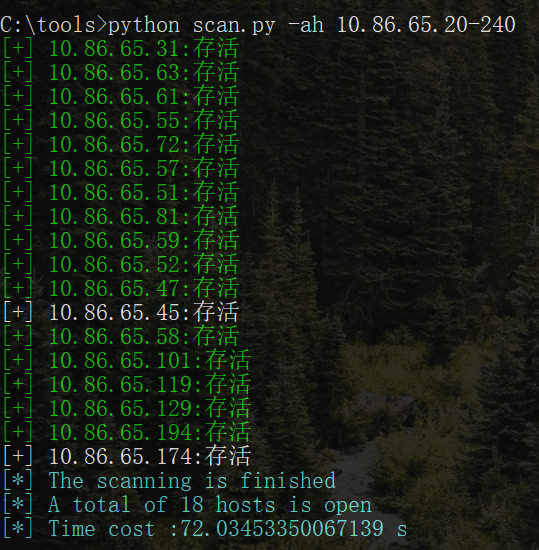 C:\tools>python scan.py -ah 10.86.65.20-240
[+] 10.86.65.31:存活
[+] 10.86.65.63:存活
[+] 10.86.65.61:存活
[+] 10.86.65.55:存活
[+] 10.86.65.72:存活
[+] 10.86.65.57:存活
[+] 10.86.65.51:存活
[+] 10.86.65.81:存活
[+] 10.86.65.59:存活
[+] 10.86.65.52:存活
[+] 10.86.65.47:存活
[+] 10.86.65.45:存活
[+] 10.86.65.58:存活
[+] 10.86.65.101:存活
[+] 10.86.65.119:存活
[+] 10.86.65.129:存活
[+] 10.86.65.194:存活
[+] 10.86.65.174:存活
[*] The scanning is finished
[*] A total of 18 hosts is open
[*] Time cost :72.03453350067139 s